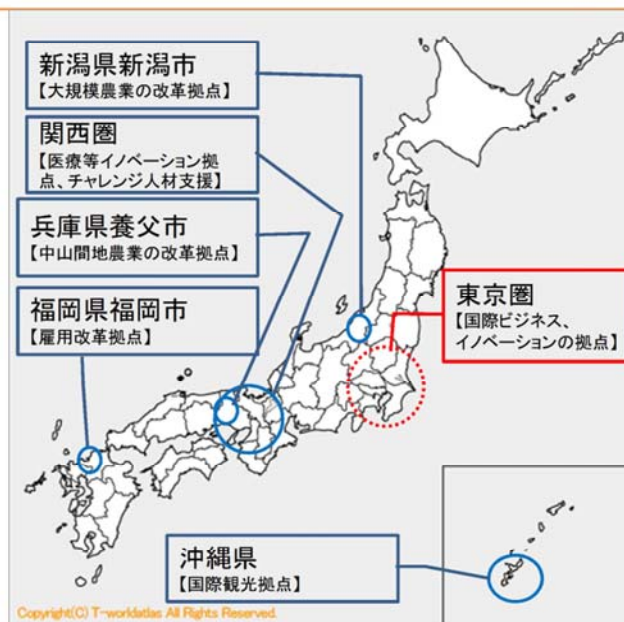 新潟県新潟市
【大規模農業の改革拠点】
関西圏
【医療等イノベーション拠
点、チャレンジ人材支援】
兵庫県養父市
【中山間地農業の改革拠点】
福岡県福岡市
【雇用改革拠点】
東京圏
【国際ビジネス、
イノベーションの拠点】
沖縄県
【国際観光拠点】
Copyright(C) T-worldatlas All Rights Reserved.